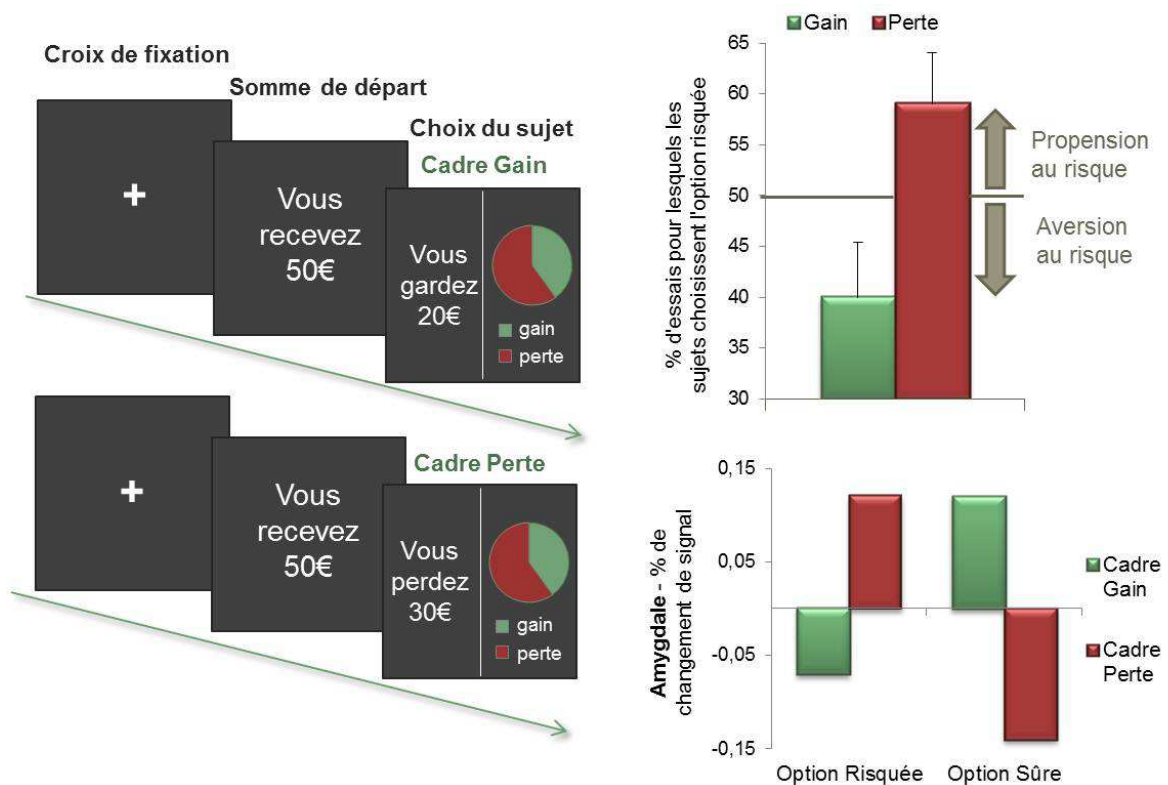 Croix de fixation
Somme de départ
Choix du sujet
Cadre Gain
+
Vous
recevez
50€
Vous
gardez
20€
gain
perte
Cadre Perte
+
Vous
recevez
50€
Vous
perdez
30€
gain
perte
Gain
Perte
% d'essai pour lesquels les
sujets choisissent l'option risquée
65
60
55
50
45
40
35
30
Propension
au risque
Aversion
au risque
Amygdale - % de
changement de signal
0,15
0,05
-0,05
-0,15
Option Risquée
Option Sûre
Cadre
Gain
Cadre
Perte